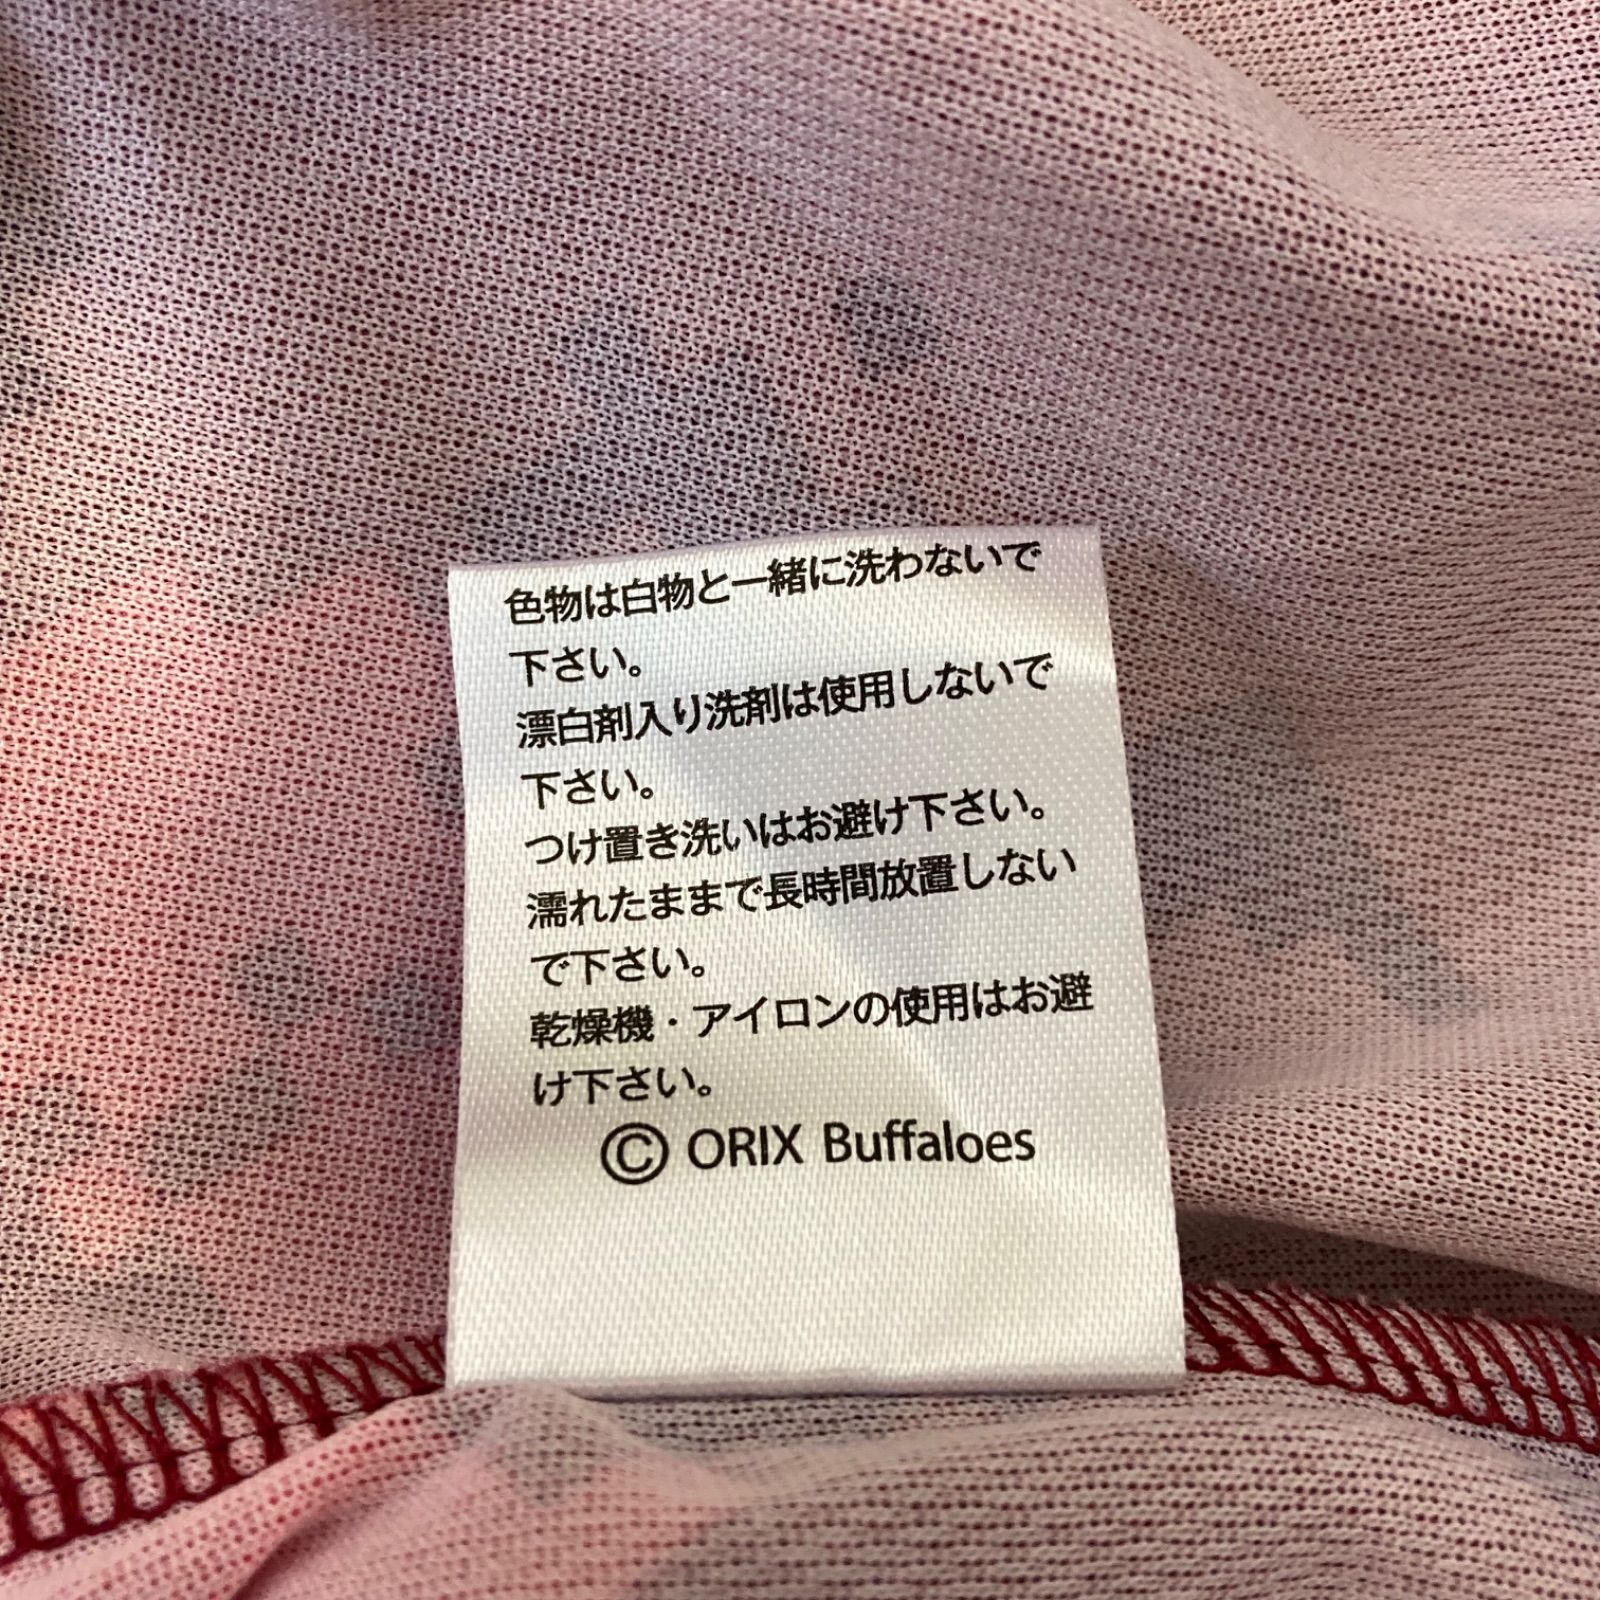 色物は白物と一緒に洗わないで
下さい。
漂白剤入り洗剤は使用しないで
下さい。
つけ置き洗いはお避け下さい。
濡れたままで長時間放置しない
で下さい。
乾燥機・アイロンの使用はお避
け下さい。
© ORIX Buffaloes